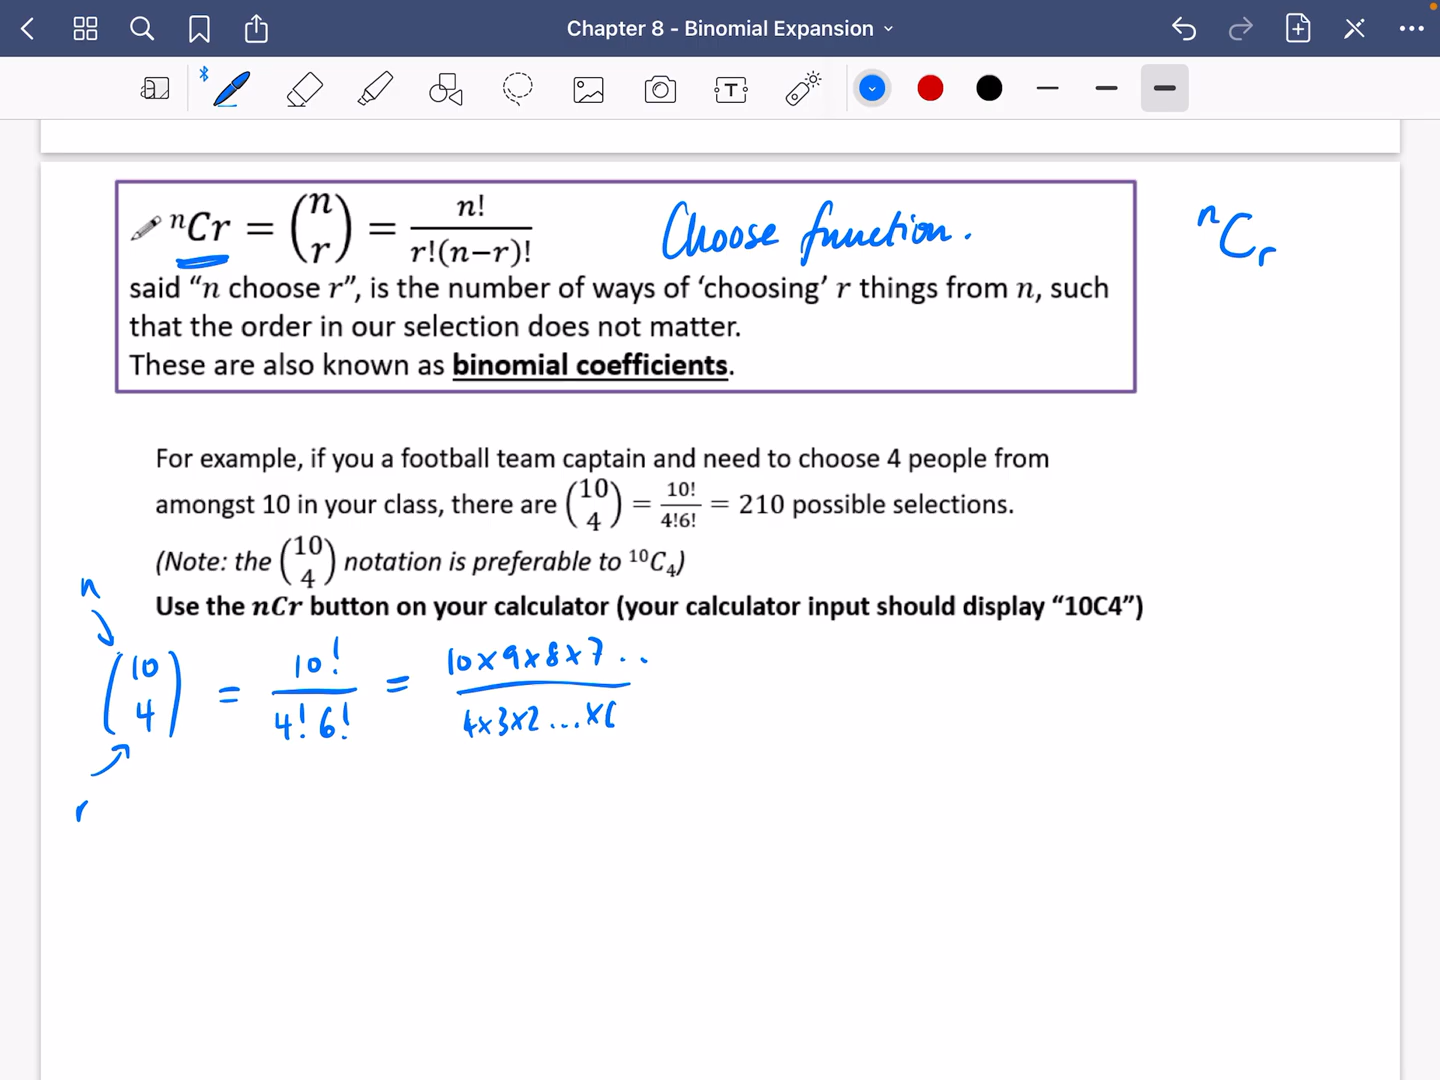 Chapter 8 - Binomial Expansion
T
ⁿCr = (n r) = n! / r!(n−r)!
Choose function.
ⁿCᵣ
said “n choose r”, is the number of ways of ‘choosing’ r things from n, such
that the order in our selection does not matter.
These are also known as binomial coefficients.
For example, if you a football team captain and need to choose 4 people from
amongst 10 in your class, there are (10 4) = 10! / 4!6! = 210 possible selections.
(Note: the (10 4) notation is preferable to ¹⁰C₄)
Use the nCr button on your calculator (your calculator input should display “10C4”)
n
(10 4) = 10! / 4! 6! = 10×9×8×7.. / 4×3×2...×6
r